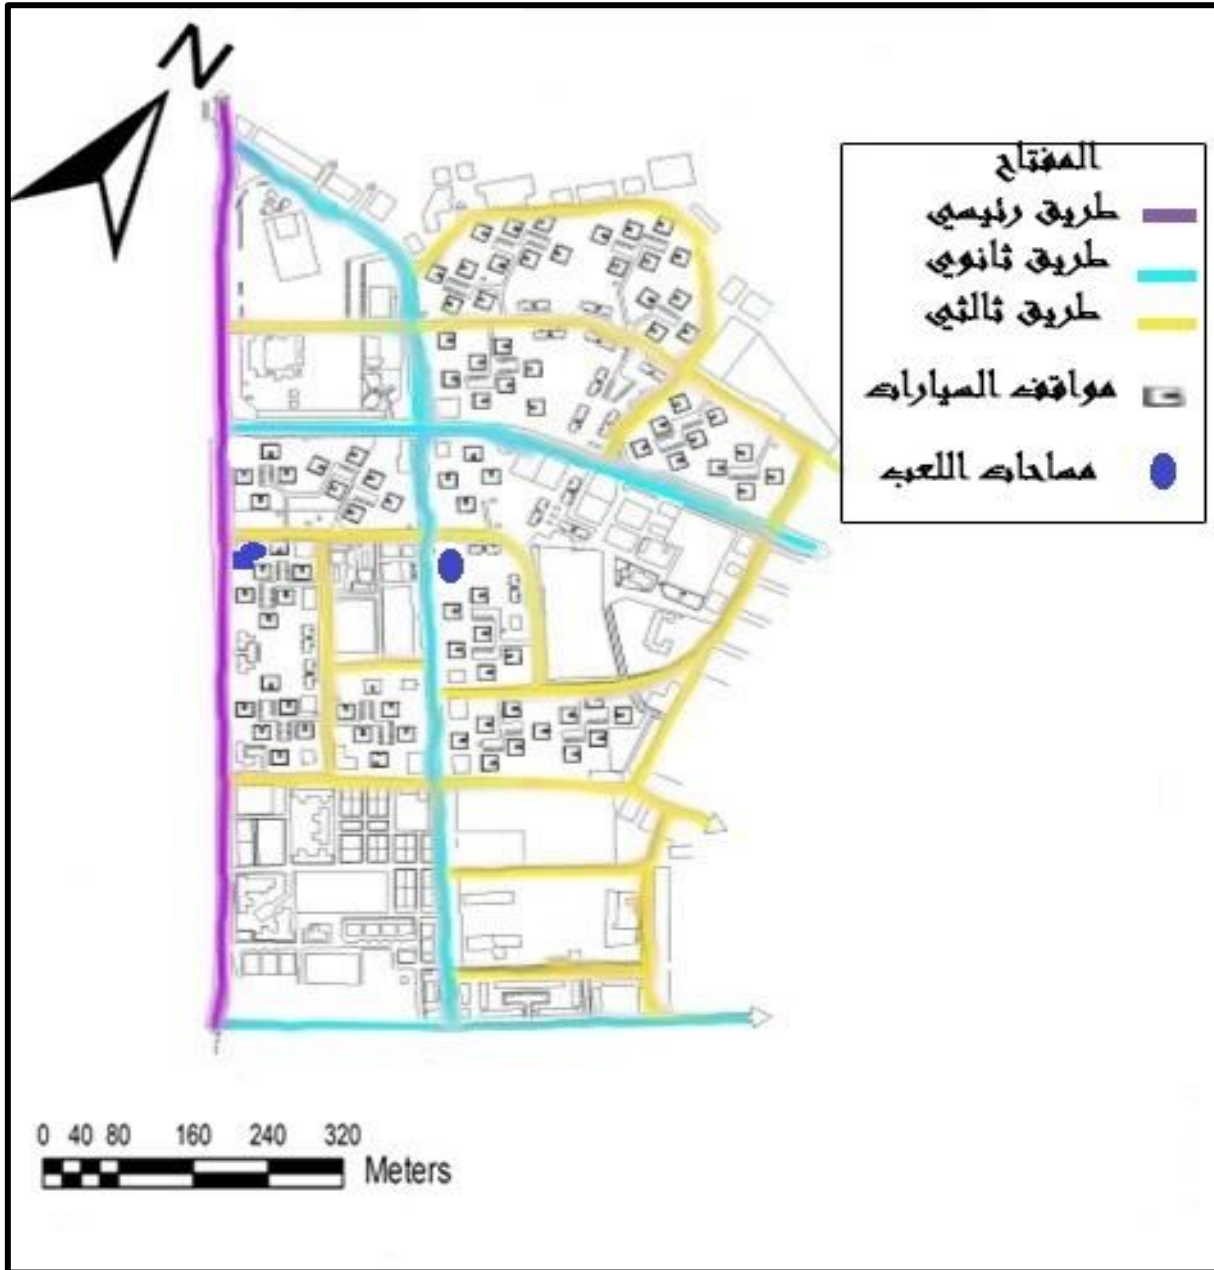 N
المفتاح
طريق رئيسي
طريق ثانوي
طريق ثالثي
مواقف السيارات
مساحات اللعب
0 40 80 160 240 320
Meters